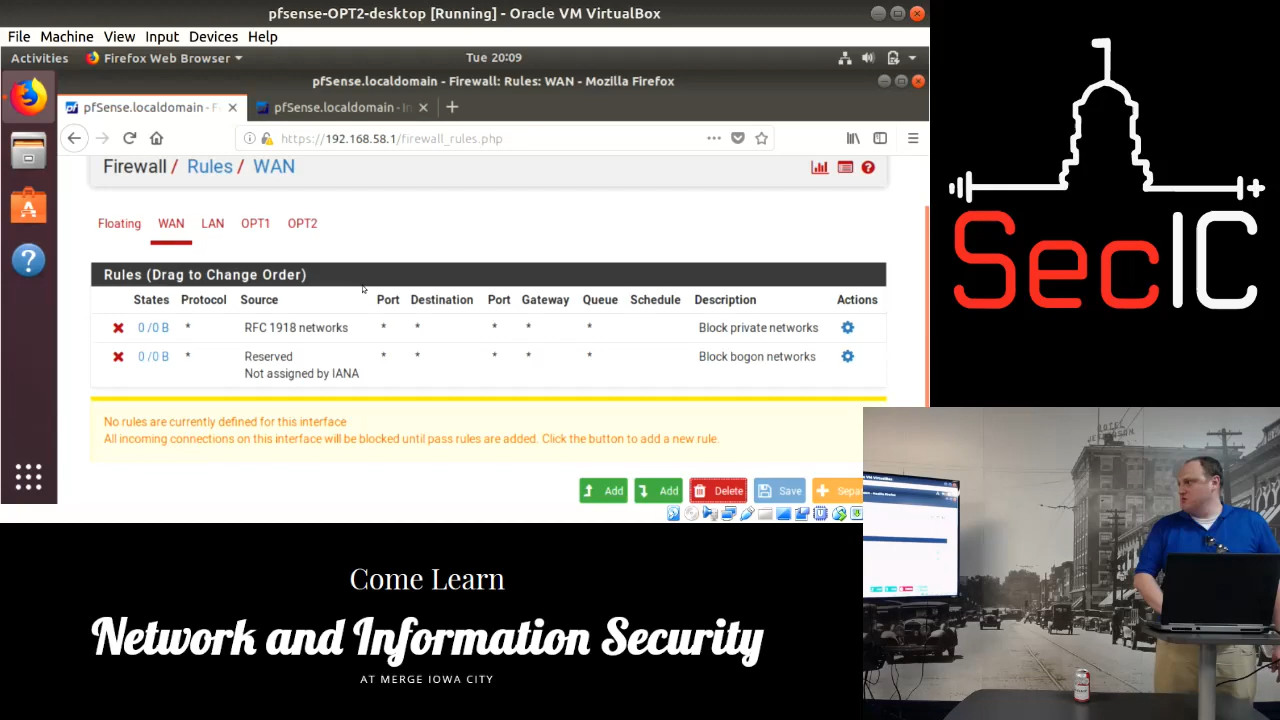 pfsense-OPT2-desktop [Running] - Oracle VM VirtualBox
File Machine View Input Devices Help
Activities Firefox Web Browser Tue 20:09
pfSense.localdomain - Firewall: Rules: WAN - Mozilla Firefox
pfSense.localdomain - F pfSense.localdomain - In
https://192.168.58.1/firewall_rules.php
Firewall / Rules / WAN
Floating WAN LAN OPT1 OPT2
Rules (Drag to Change Order)
States Protocol Source Port Destination Port Gateway Queue Schedule Description Actions
0 /0 B * RFC 1918 networks * * * * * Block private networks
0 /0 B * Reserved * * * * * Block bogon networks
Not assigned by IANA
No rules are currently defined for this interface
All incoming connections on this interface will be blocked until pass rules are added. Click the button to add a new rule.
Add Add Delete Save Sepa
SecIC
HOTEL
JEFFERSON
Come Learn
Network and Information Security
AT MERGE IOWA CITY